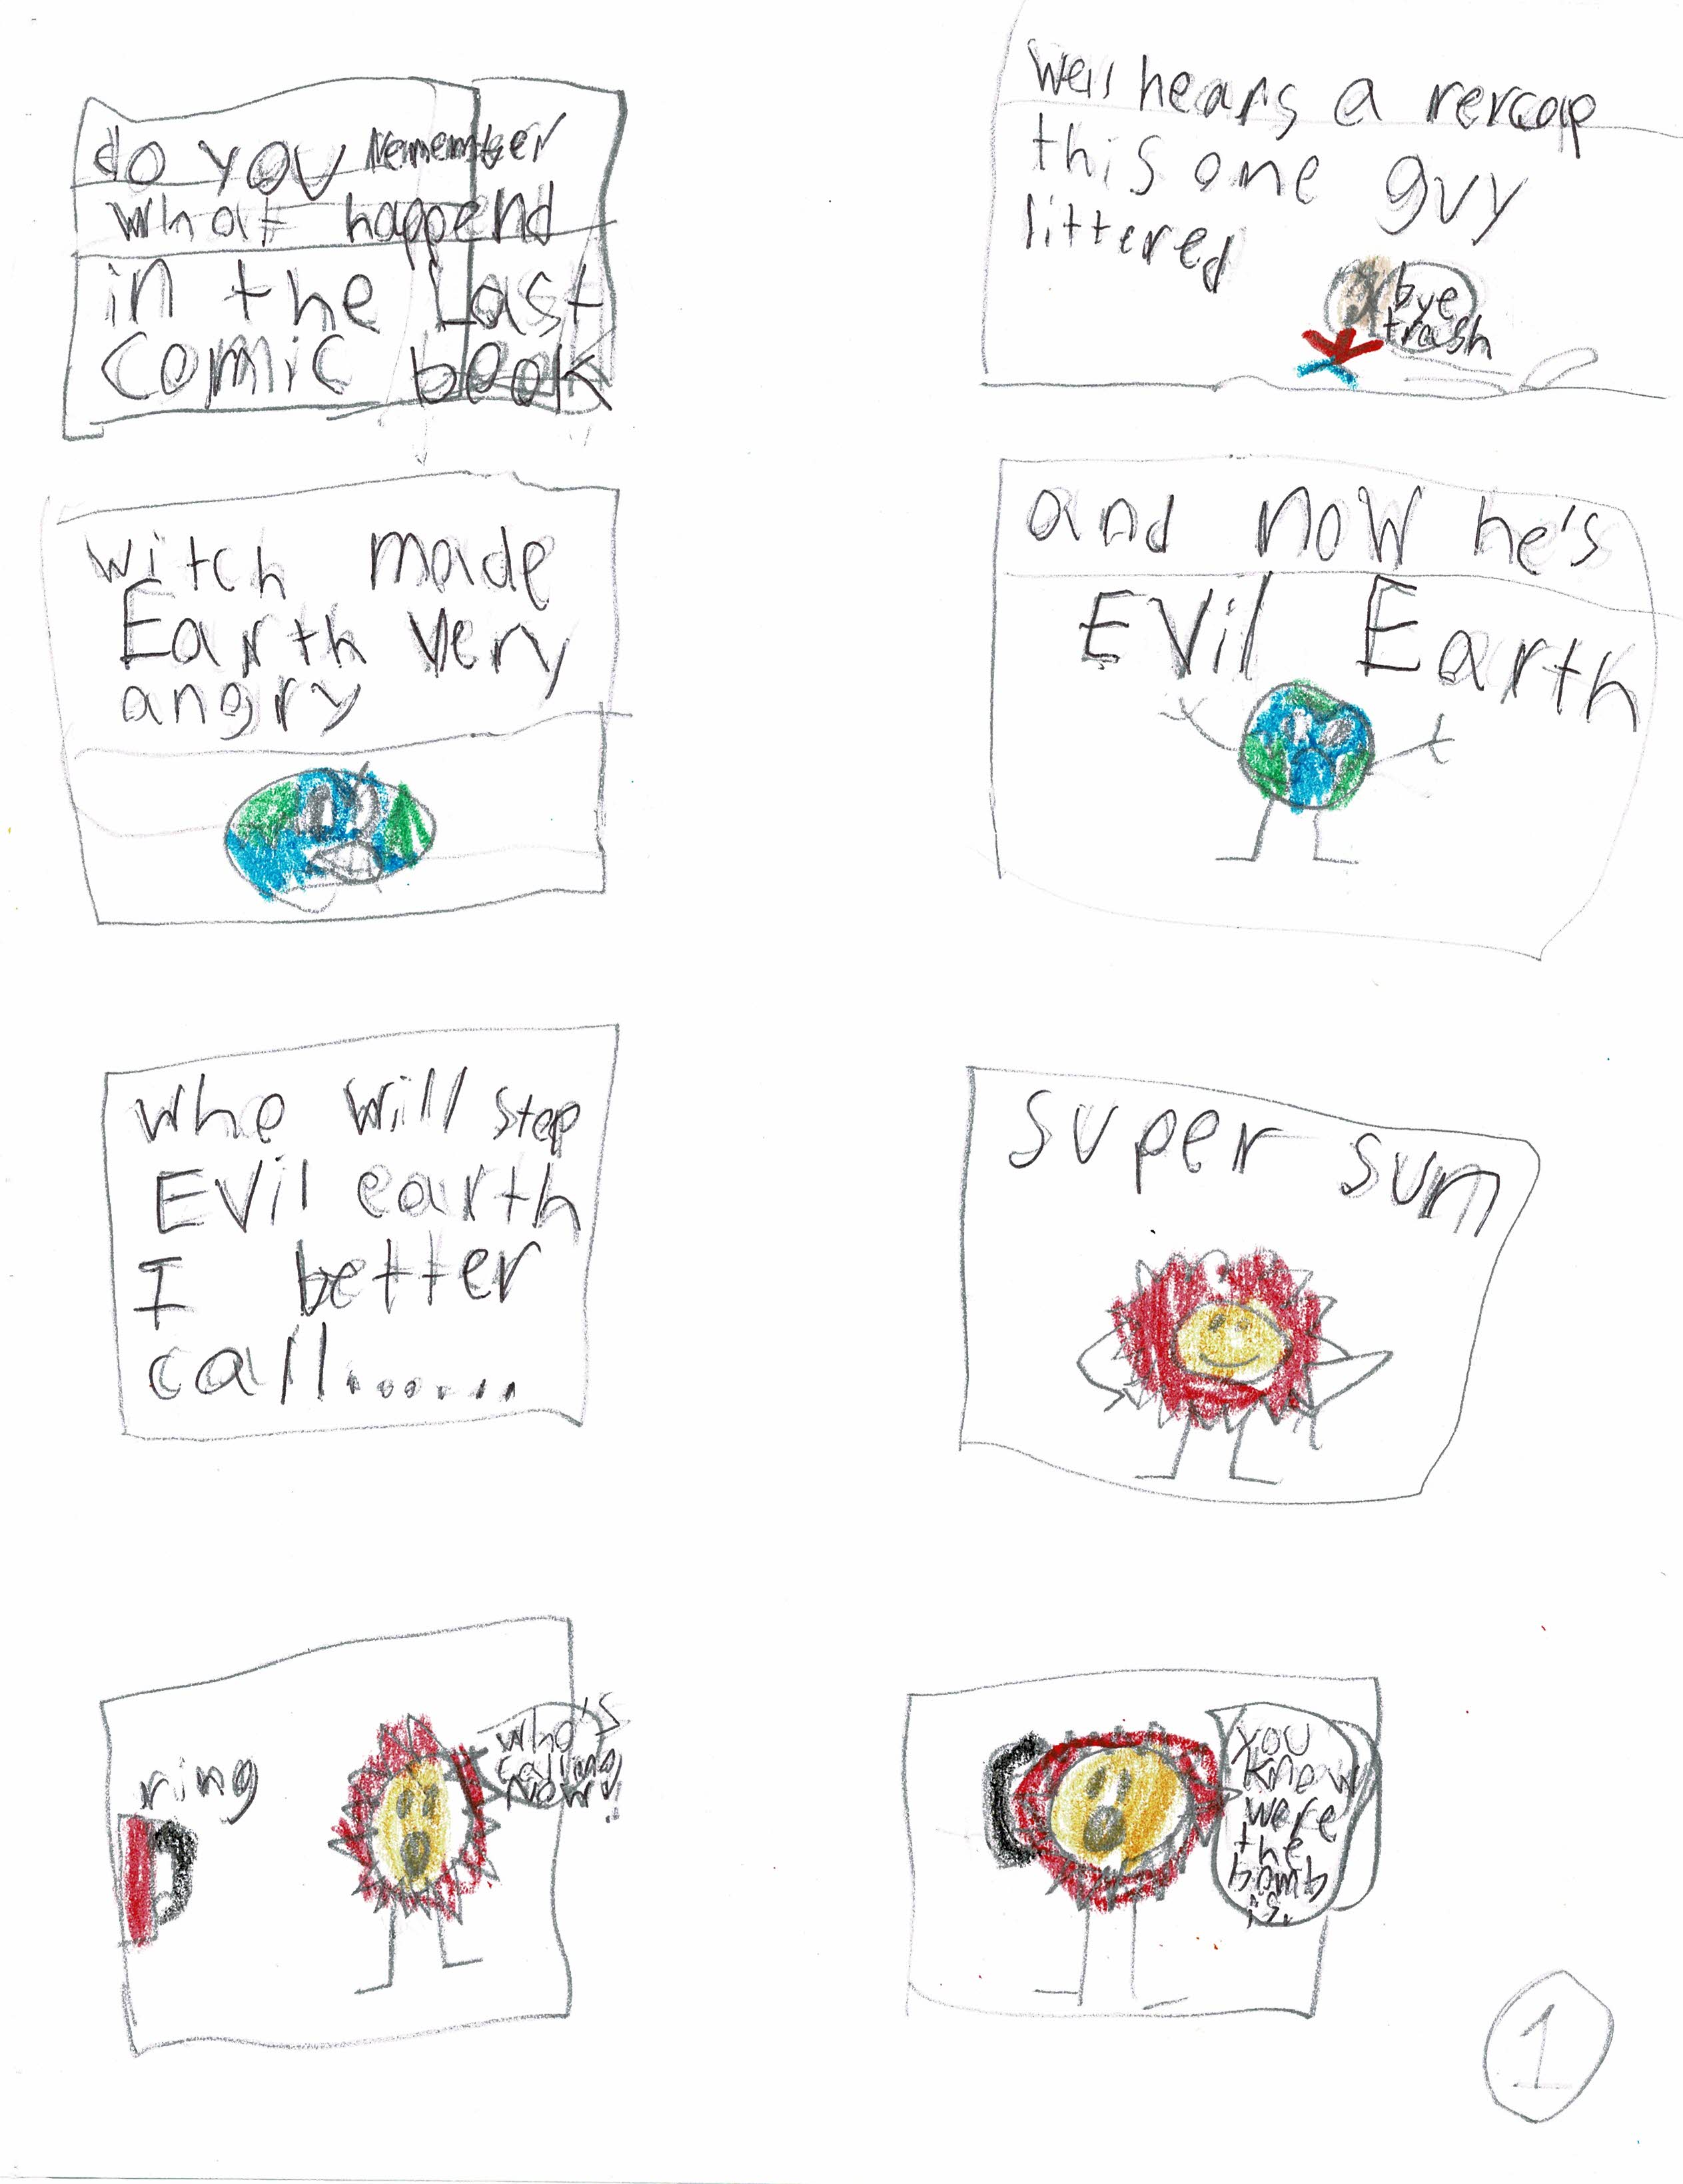 do you remember
what happend
in the Last
comic book
Well hears a rercap
this one guy
littered
bye
trash
witch made
Earth very
angry
and now he's
EVil Earth
who will stop
EVil earth
I better
call.......
super sum
ring
who's
calling
now!
you
know
were
the
bomb
is.
1